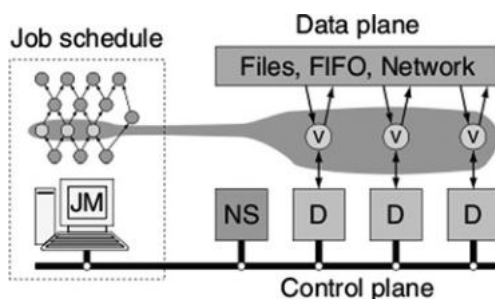 Job schedule
Data plane
Files, FIFO, Network
V V V
JM
NS D D D
Control plane